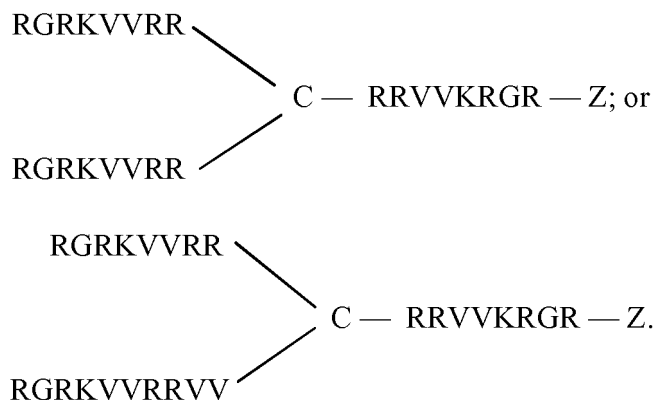 RGRKVVRR
C — RRVVKRGR — Z; or
RGRKVVRR
RGRKVVRR
C — RRVVKRGR — Z.
RGRKVVRRVV